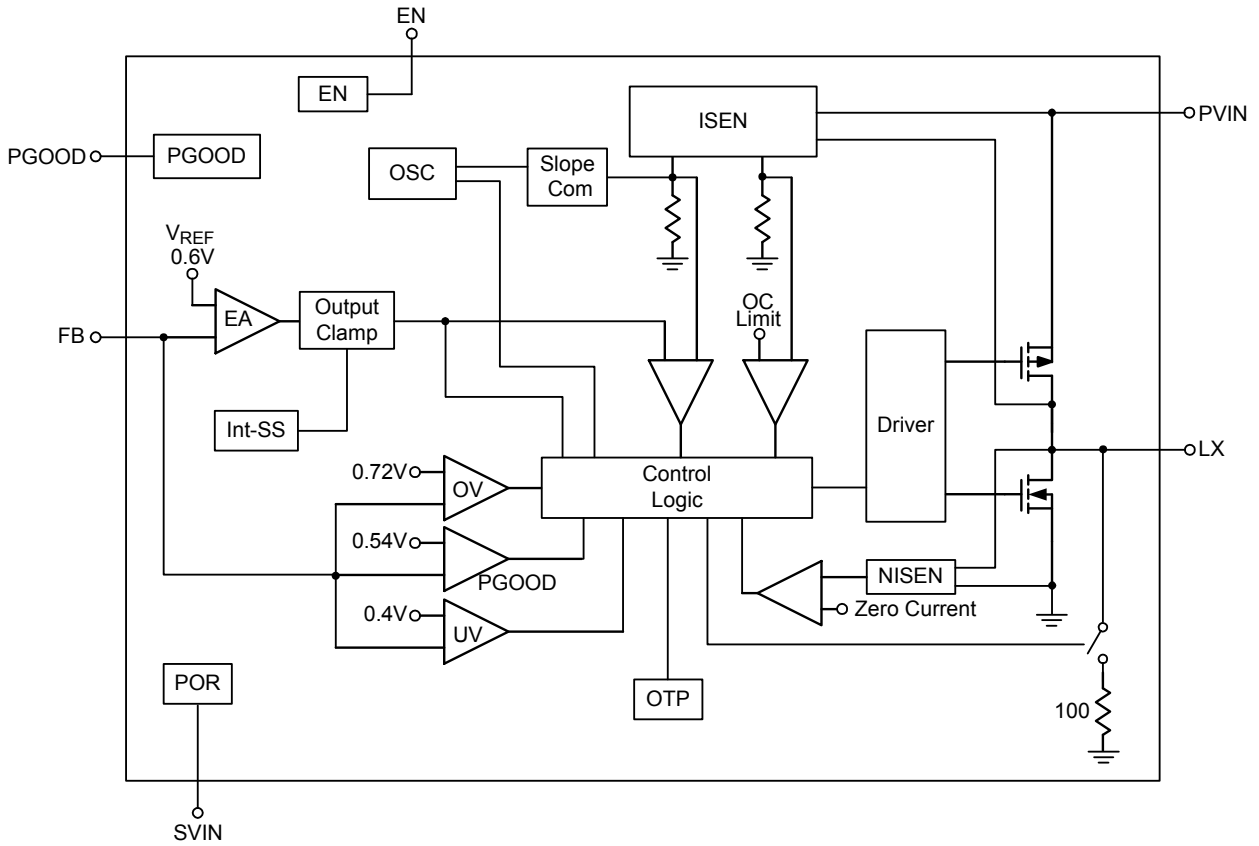 EN
EN
ISEN
PVIN
PGOOD
PGOOD
OSC
Slope
Com
VREF
0.6V
EA
Output
Clamp
OC
Limit
FB
Int-SS
Driver
LX
0.72V
OV
Control
Logic
0.54V
PGOOD
NISEN
0.4V
UV
Zero Current
POR
OTP
100
SVIN